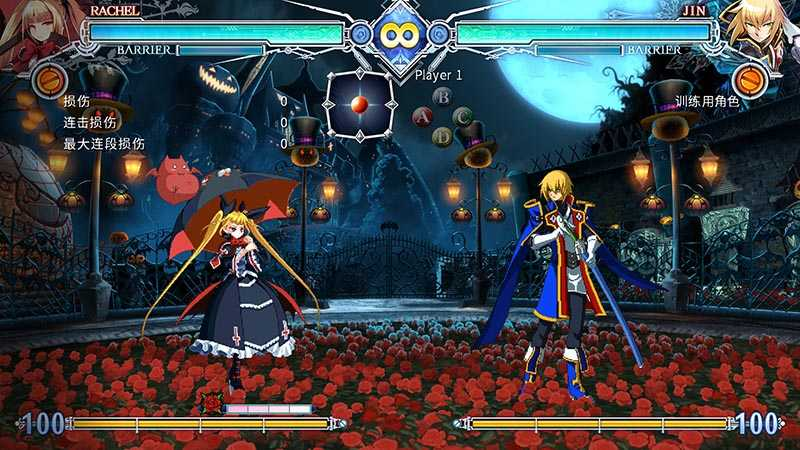 RACHEL
JIN
BARRIER
BARRIER
∞
Player 1
损伤 0
连击损伤 0
最大连段损伤 0
训练用角色
B
A C
D
100
100